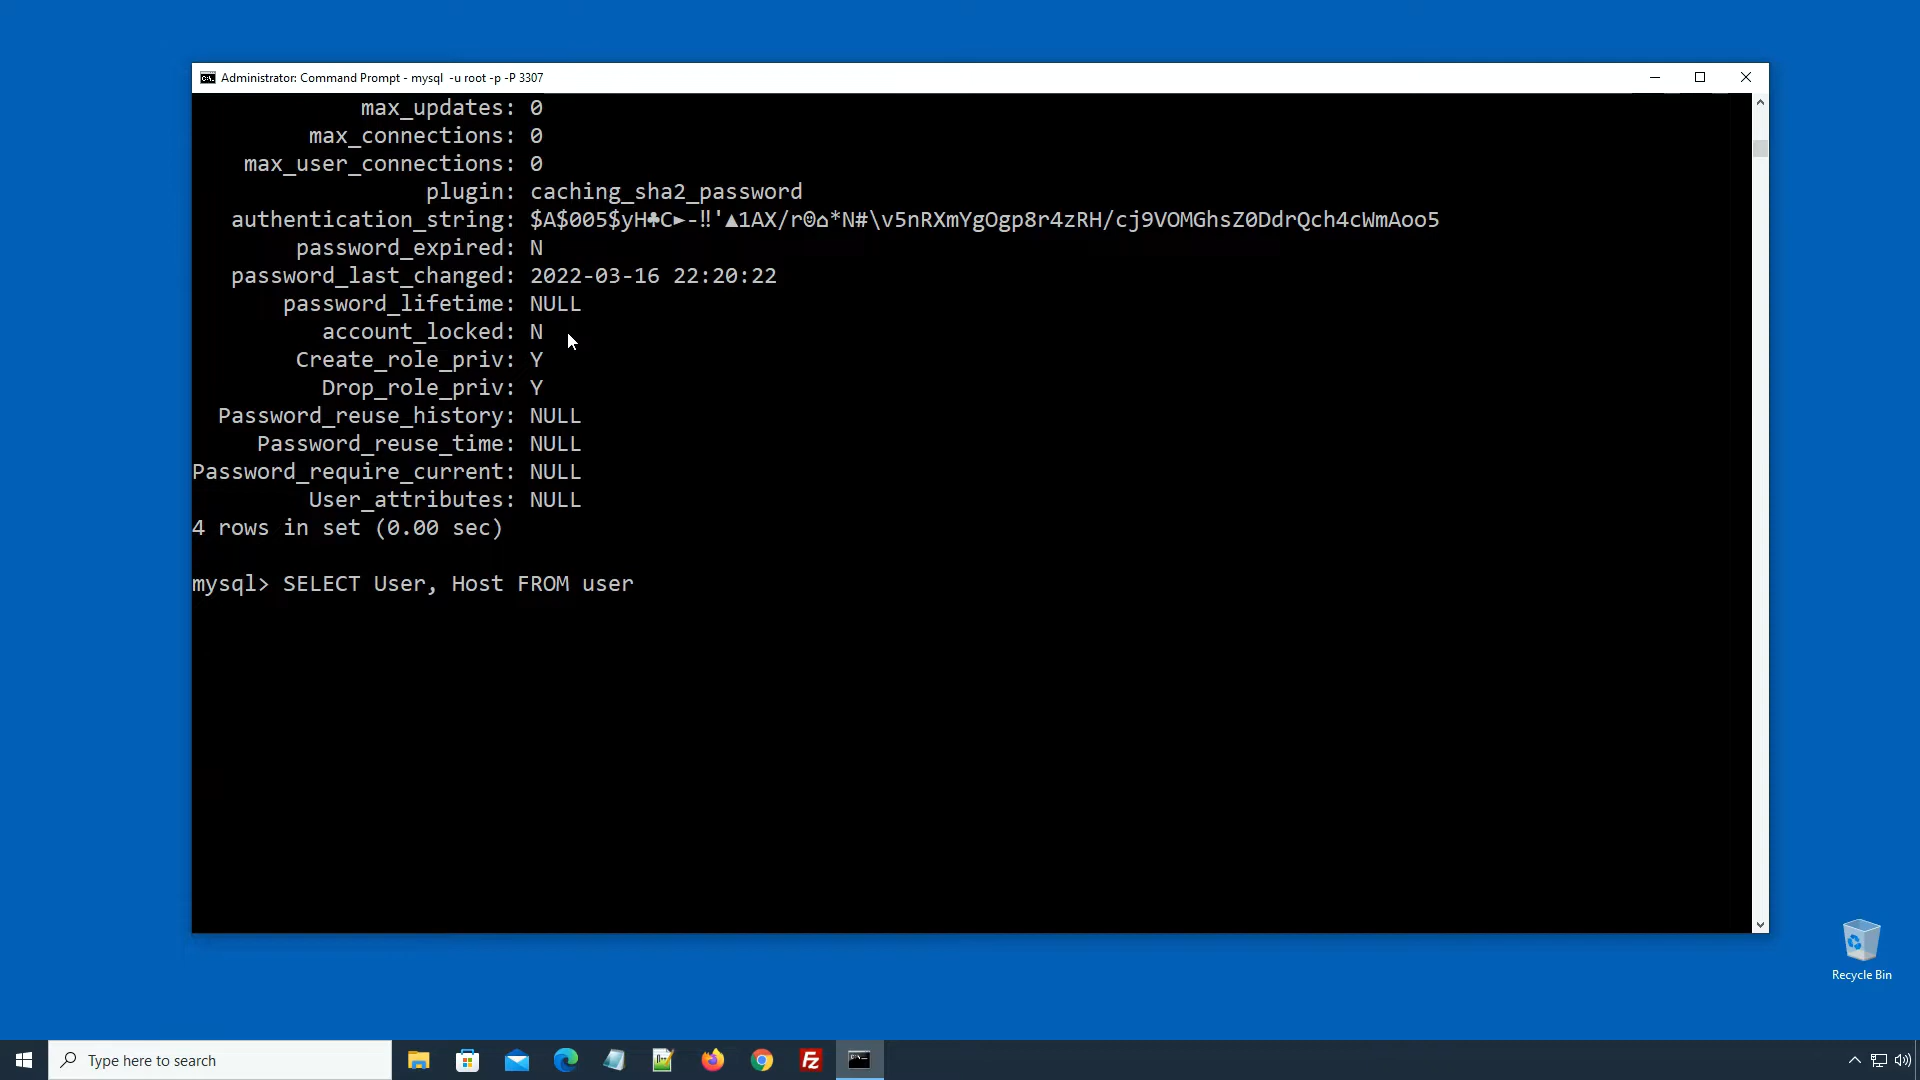 Administrator: Command Prompt - mysql  -u root -p -P 3307
max_updates: 0
max_connections: 0
max_user_connections: 0
plugin: caching_sha2_password
authentication_string: $A$005$yH♣C►-‼'▲1AX/r☺⌂*N#\v5nRXmYgOgp8r4zRH/cj9VOMGhsZ0DdrQch4cWmAoo5
password_expired: N
password_last_changed: 2022-03-16 22:20:22
password_lifetime: NULL
account_locked: N
Create_role_priv: Y
Drop_role_priv: Y
Password_reuse_history: NULL
Password_reuse_time: NULL
Password_require_current: NULL
User_attributes: NULL
4 rows in set (0.00 sec)
mysql> SELECT User, Host FROM user
Recycle Bin
Type here to search